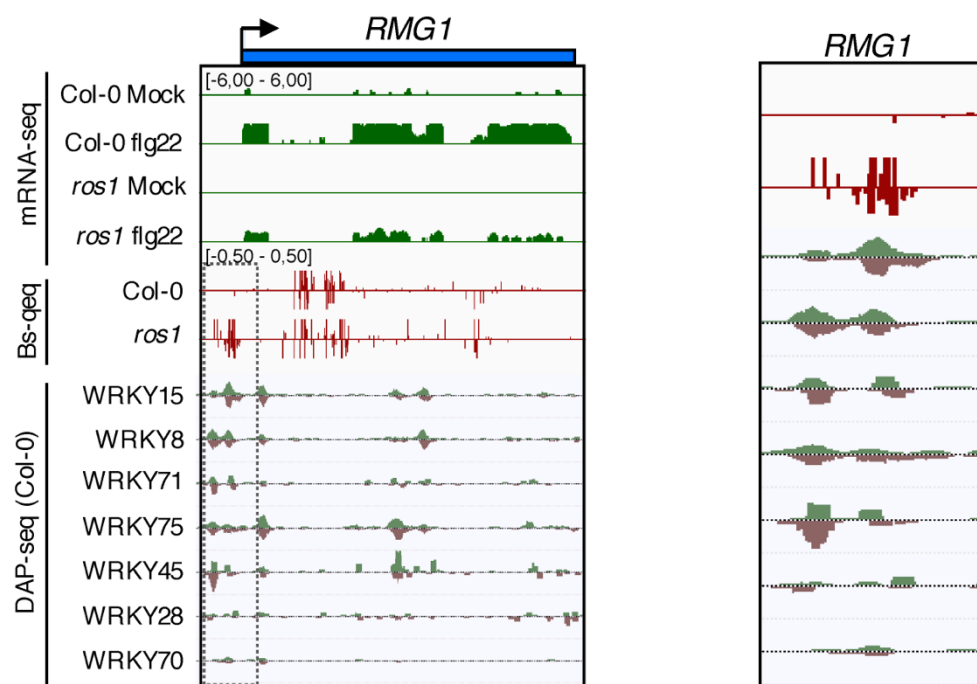 RMG1
RMG1
mRNA-seq
[-6,00 - 6,00]
Col-0 Mock
Col-0 flg22
ros1 Mock
ros1 flg22
Bs-qeq
[-0,50 - 0,50]
Col-0
ros1
DAP-seq (Col-0)
WRKY15
WRKY8
WRKY71
WRKY75
WRKY45
WRKY28
WRKY70